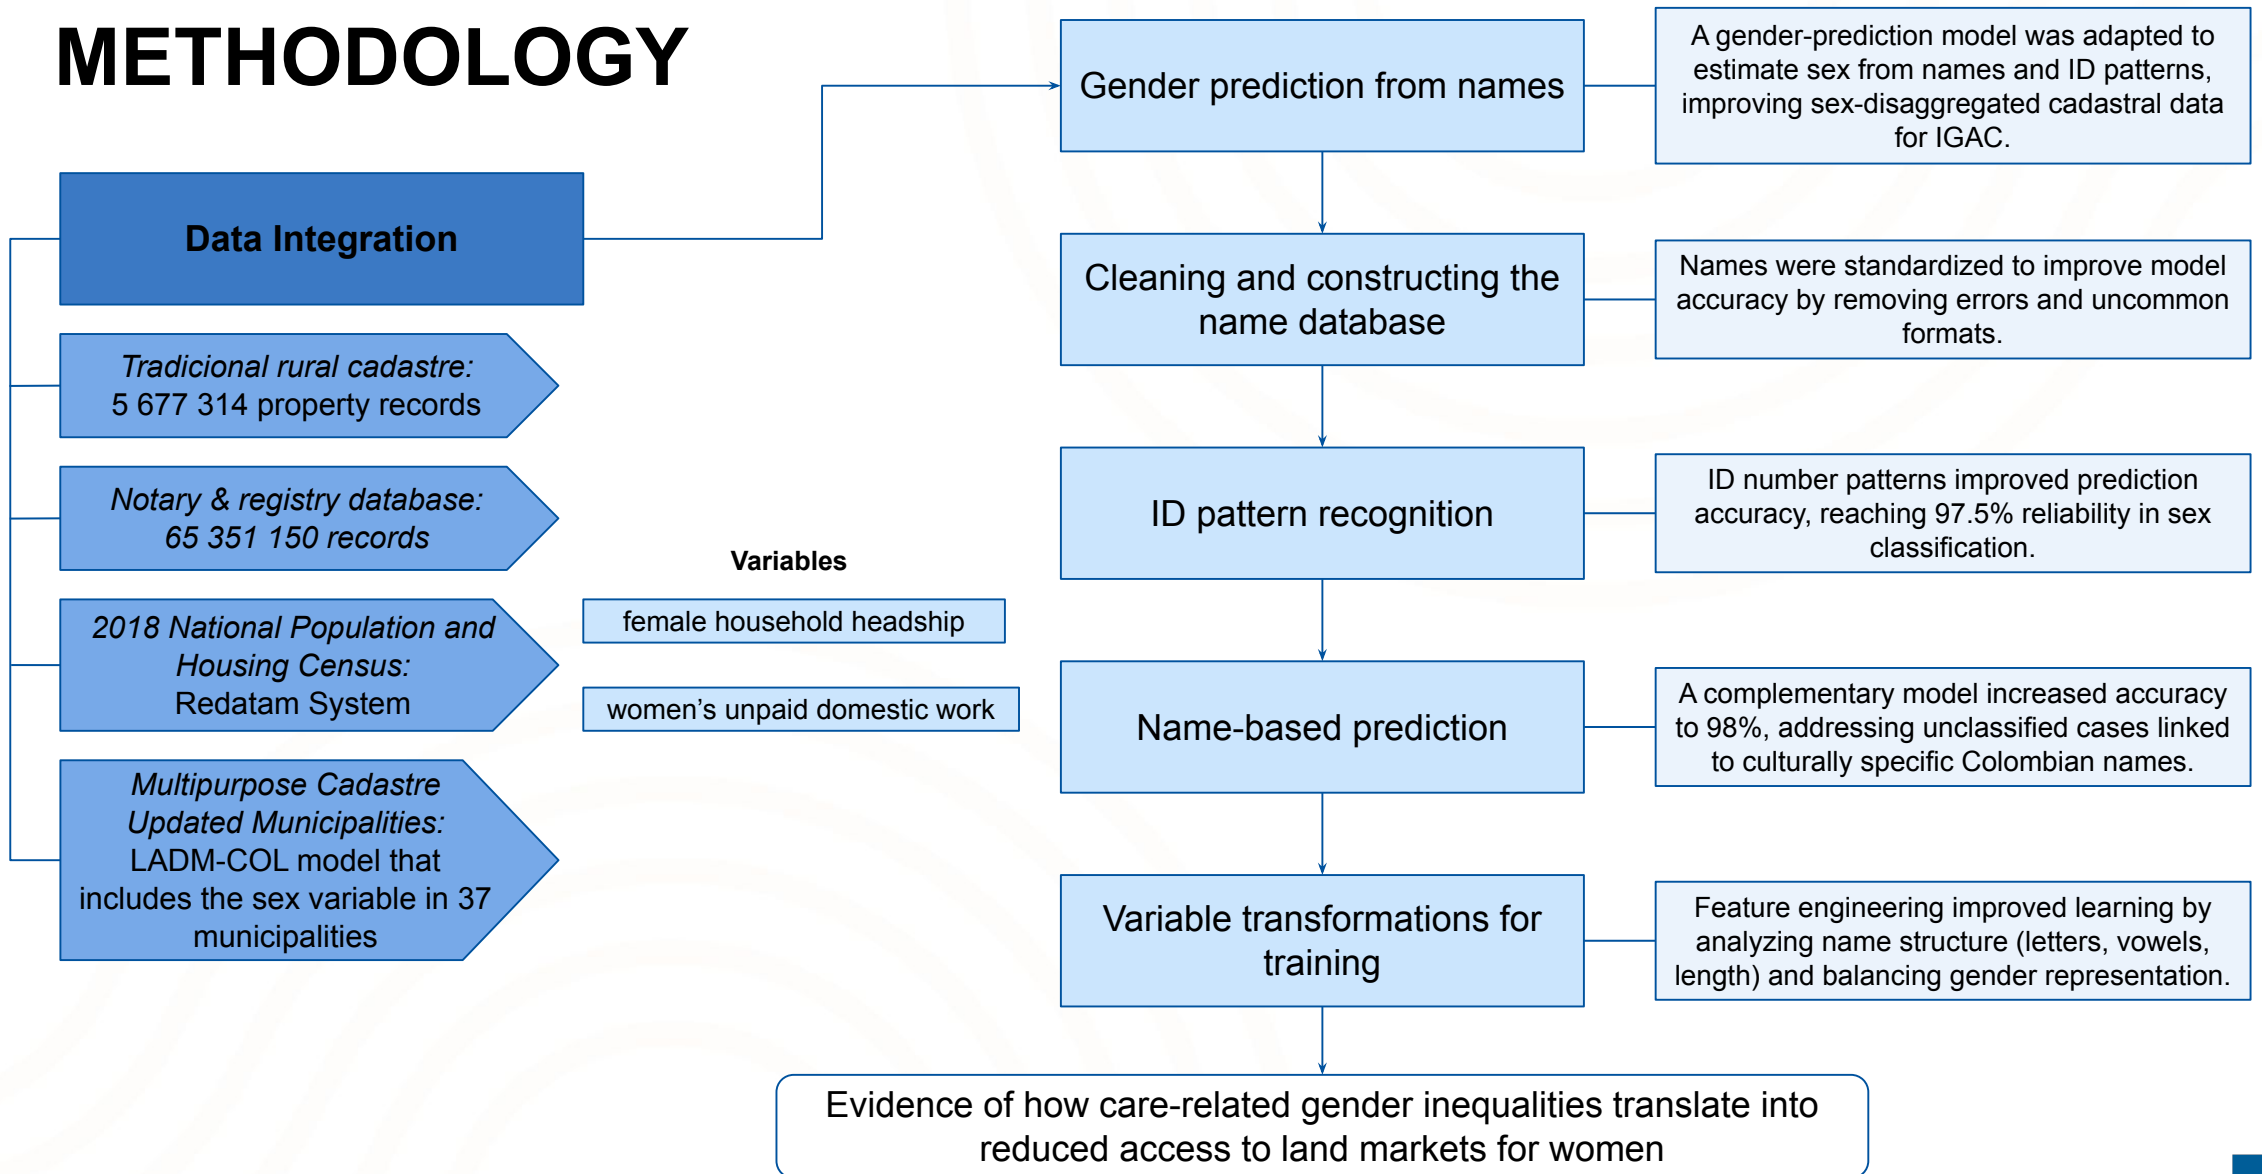 METHODOLOGY
Data Integration
Tradicional rural cadastre:
5 677 314 property records
Notary & registry database:
65 351 150 records
2018 National Population and
Housing Census:
Redatam System
Multipurpose Cadastre
Updated Municipalities:
LADM-COL model that
includes the sex variable in 37
municipalities
Variables
female household headship
women's unpaid domestic work
Gender prediction from names
A gender-prediction model was adapted to
estimate sex from names and ID patterns,
improving sex-disaggregated cadastral data
for IGAC.
Cleaning and constructing the
name database
Names were standardized to improve model
accuracy by removing errors and uncommon
formats.
ID pattern recognition
ID number patterns improved prediction
accuracy, reaching 97.5% reliability in sex
classification.
Name-based prediction
A complementary model increased accuracy
to 98%, addressing unclassified cases linked
to culturally specific Colombian names.
Variable transformations for
training
Feature engineering improved learning by
analyzing name structure (letters, vowels,
length) and balancing gender representation.
Evidence of how care-related gender inequalities translate into
reduced access to land markets for women